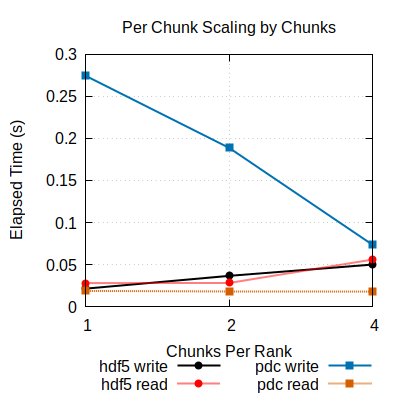 Per Chunk Scaling by Chunks
0.3
0.25
0.2
0.15
0.1
0.05
0
Elapsed Time (s)
1 2 4
Chunks Per Rank
hdf5 write pdc write
hdf5 read pdc read